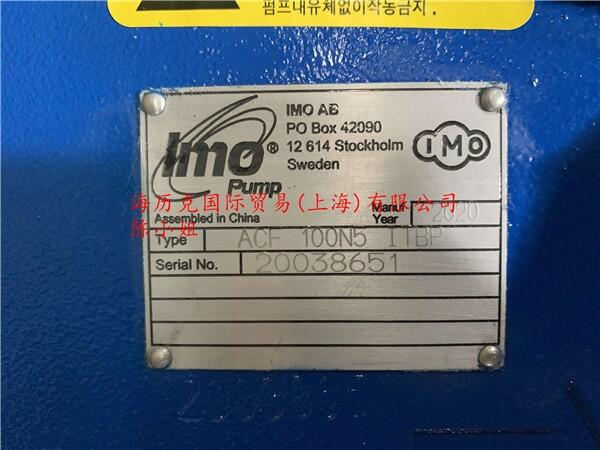 펌프내유체없이작동금지.
IMO AB
PO Box 42090
12 614 Stockholm
Sweden
Imo®
Pump
IMO
海历克国际贸易(上海)有限公司
陈小姐
Assembled in China
Manuf Year 2020
Type ACF 100N5 ITBP
Serial No. 20038651